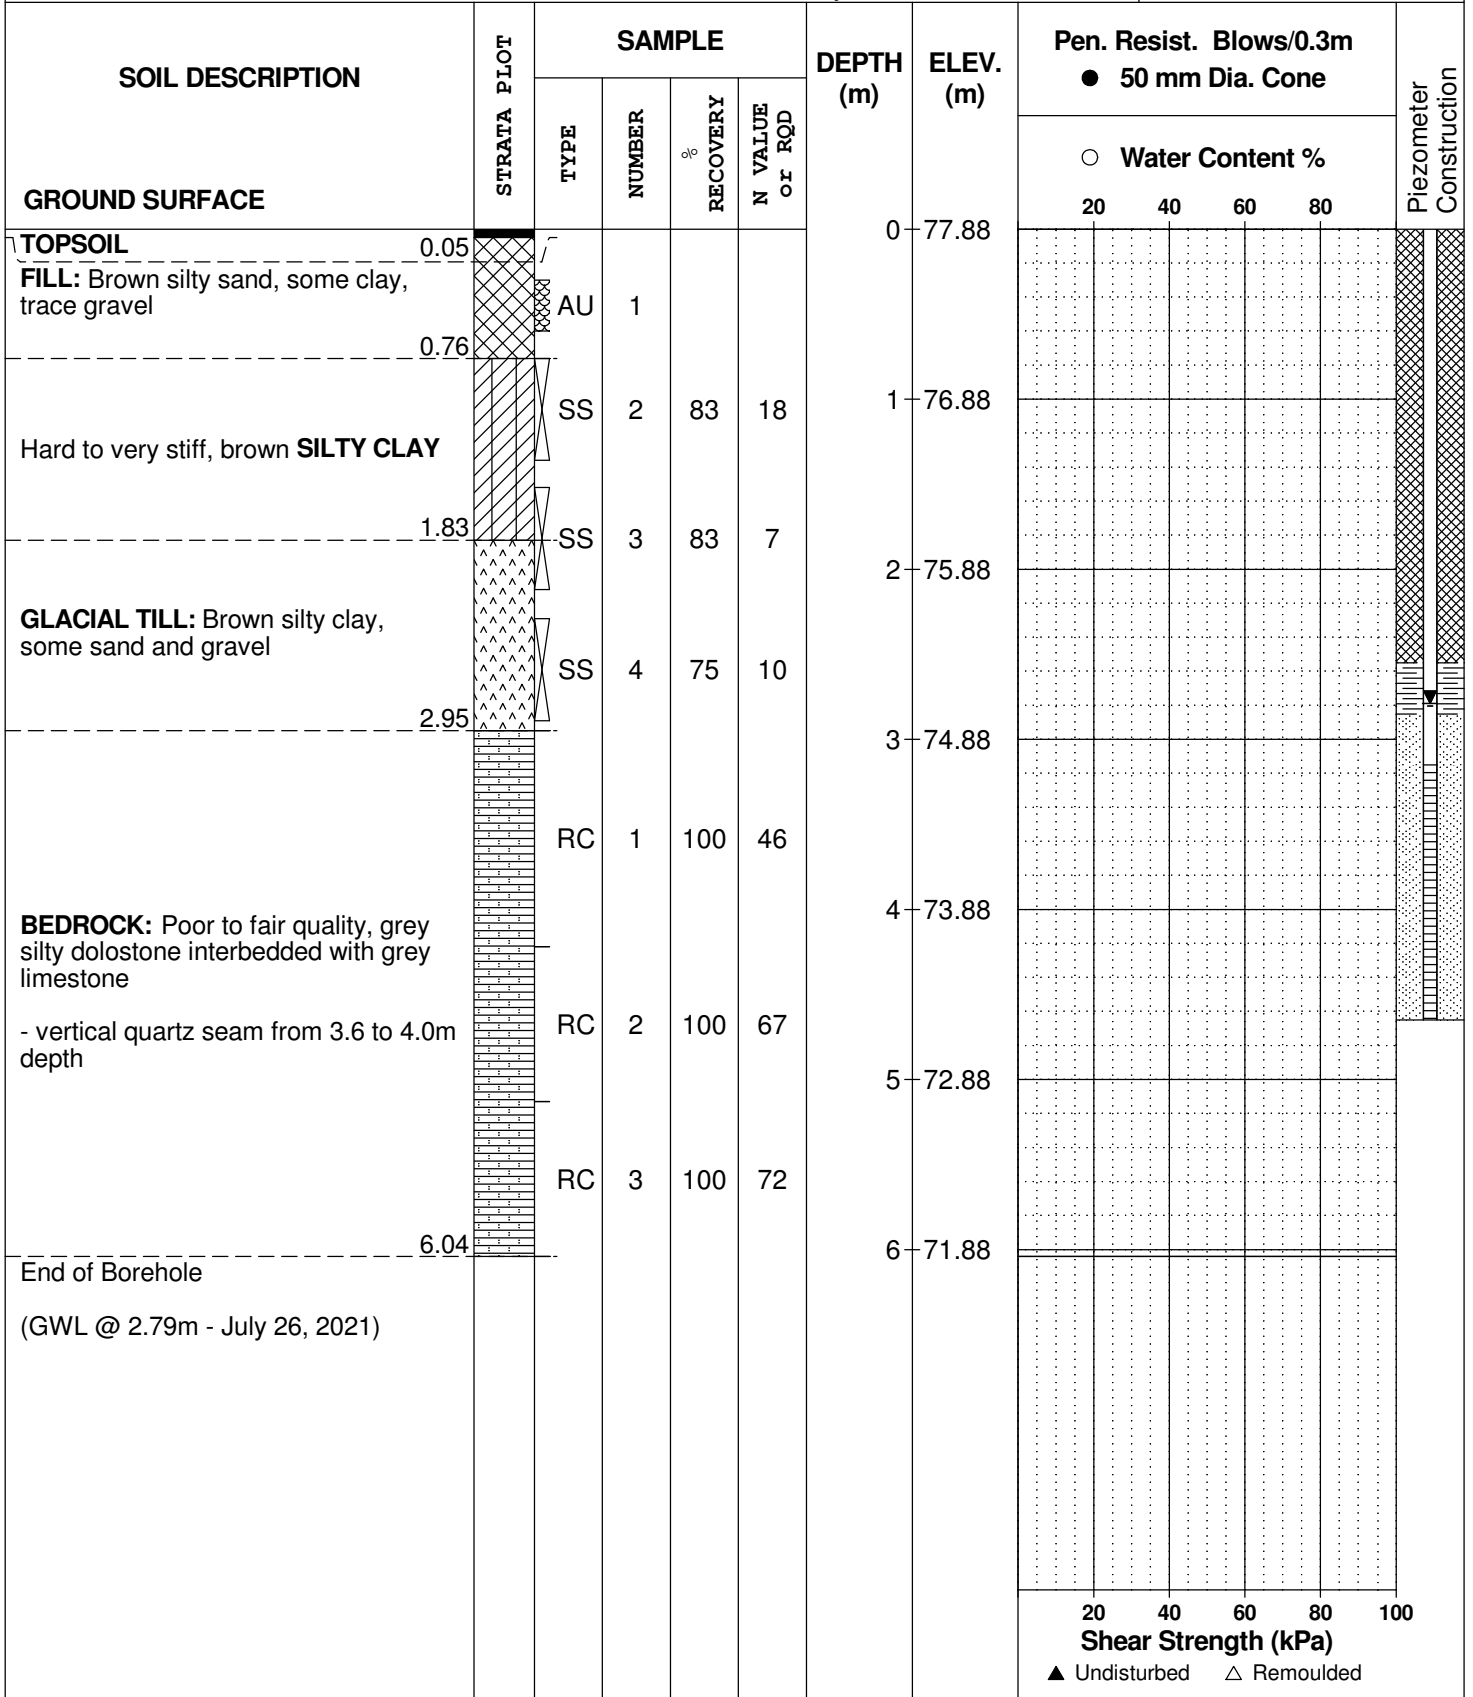 SOIL DESCRIPTION
GROUND SURFACE
STRATA PLOT
SAMPLE
TYPE
NUMBER
% RECOVERY
N VALUE
or RQD
DEPTH
(m)
ELEV.
(m)
Pen. Resist. Blows/0.3m
● 50 mm Dia. Cone
○ Water Content %
20 40 60 80
Piezometer
Construction
0 77.88
TOPSOIL 0.05
FILL: Brown silty sand, some clay,
trace gravel
AU 1
0.76
1 76.88
SS 2 83 18
Hard to very stiff, brown SILTY CLAY
1.83
SS 3 83 7
2 75.88
GLACIAL TILL: Brown silty clay,
some sand and gravel
SS 4 75 10
2.95
3 74.88
RC 1 100 46
4 73.88
BEDROCK: Poor to fair quality, grey
silty dolostone interbedded with grey
limestone
- vertical quartz seam from 3.6 to 4.0m
depth
RC 2 100 67
5 72.88
RC 3 100 72
6.04
6 71.88
End of Borehole
(GWL @ 2.79m - July 26, 2021)
20 40 60 80 100
Shear Strength (kPa)
▲ Undisturbed △ Remoulded